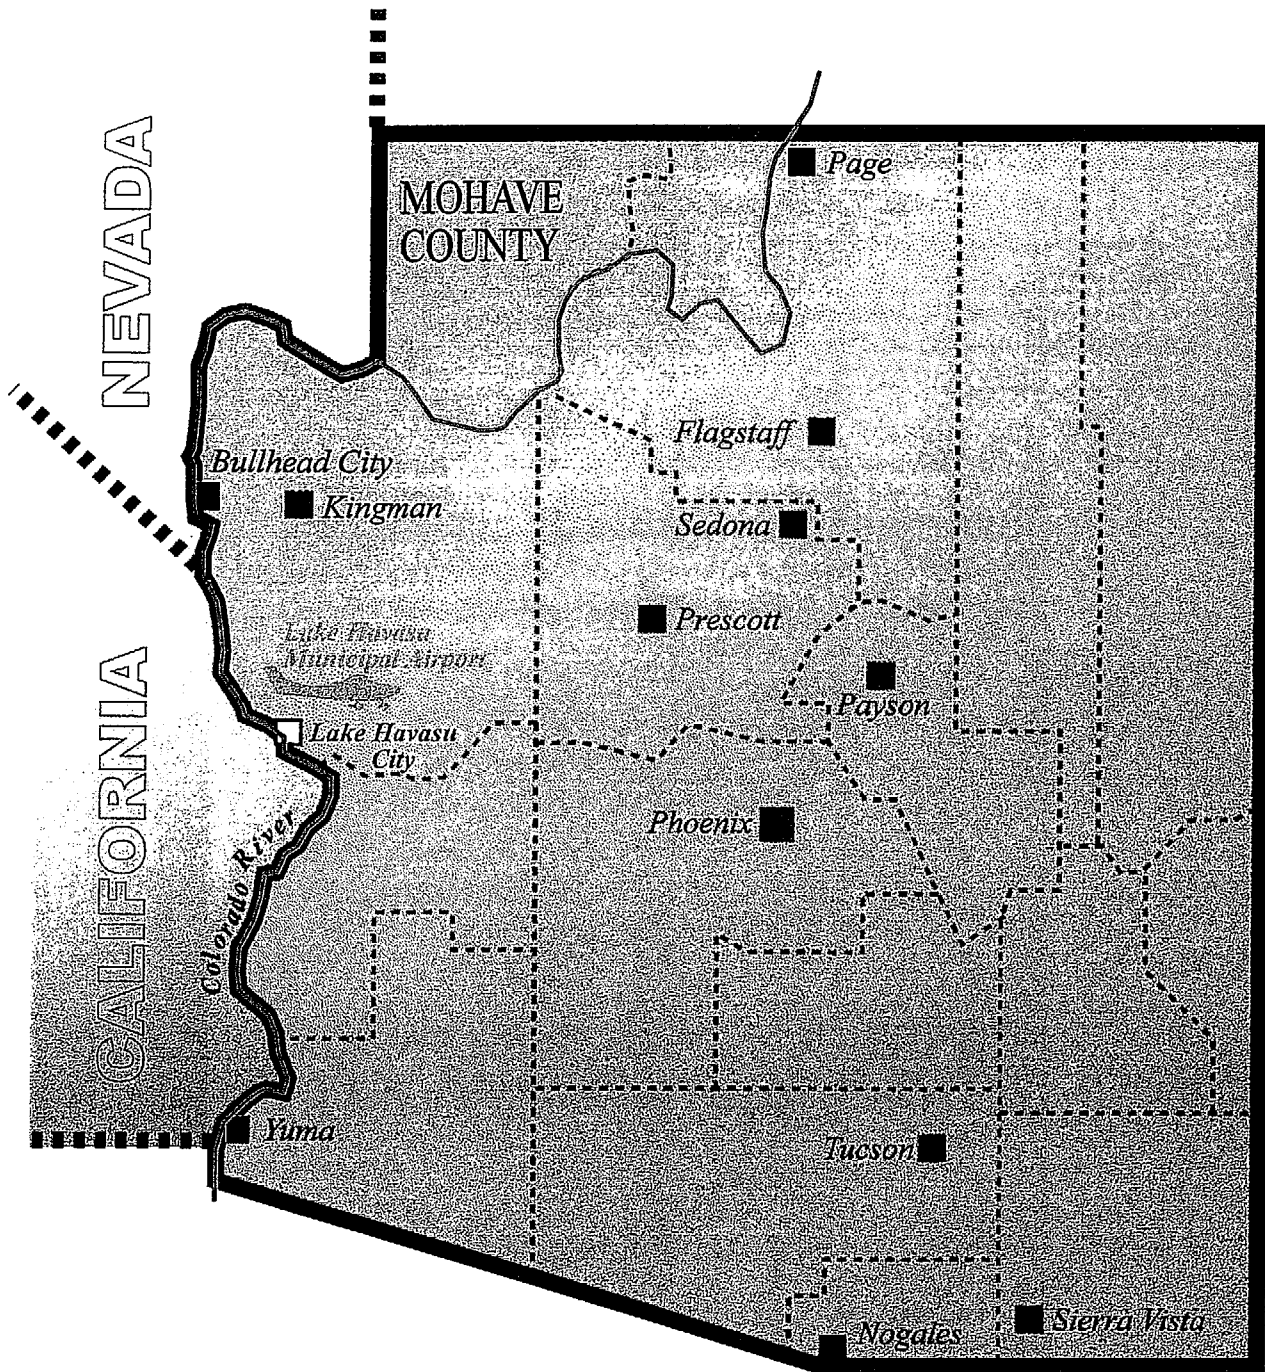 NEVADA
MOHAVE
COUNTY
Page
Flagstaff
Bullhead City
Kingman
Sedona
Prescott
Lake Havasu
Municipal Airport
Payson
Lake Havasu
City
CALIFORNIA
Phoenix
Colorado River
Yuma
Tucson
Nogales
Sierra Vista